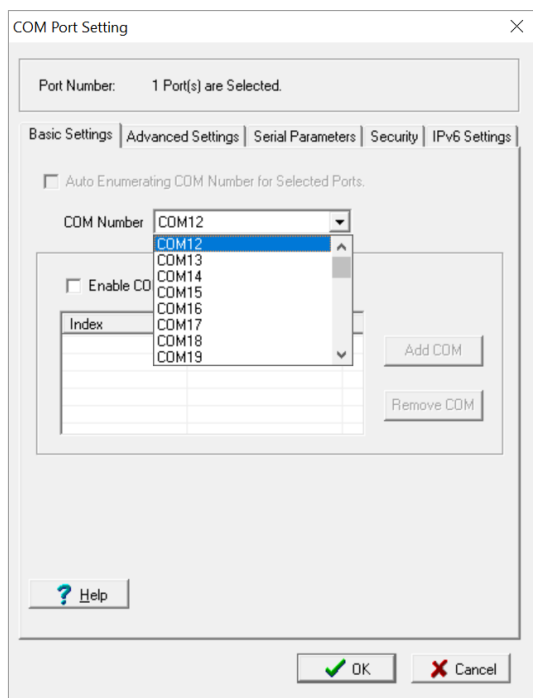 COM Port Setting
Port Number: 1 Port(s) are Selected.
Basic Settings Advanced Settings Serial Parameters Security IPv6 Settings
Auto Enumerating COM Number for Selected Ports.
COM Number COM12
COM12
COM13
COM14
Enable CO COM15
COM16
Index COM17
COM18
COM19
Add COM
Remove COM
Help
OK Cancel